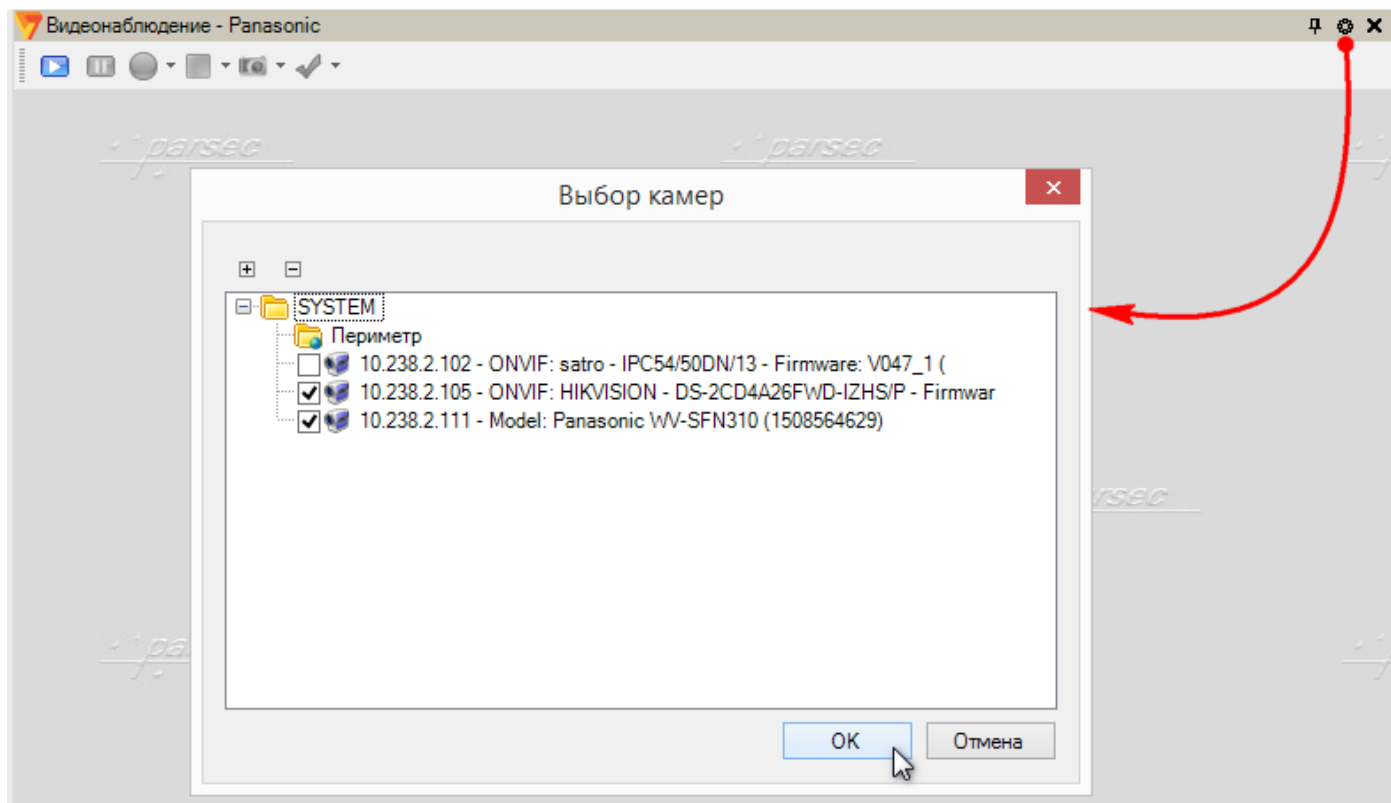 Видеонаблюдение - Panasonic
parsec
parsec
Выбор камер
SYSTEM
Периметр
10.238.2.102 - ONVIF: satro - IPC54/50DN/13 - Firmware: V047_1 (
10.238.2.105 - ONVIF: HIKVISION - DS-2CD4A26FWD-IZHS/P - Firmwar
10.238.2.111 - Model: Panasonic WV-SFN310 (1508564629)
rsec
pa
OK
Отмена